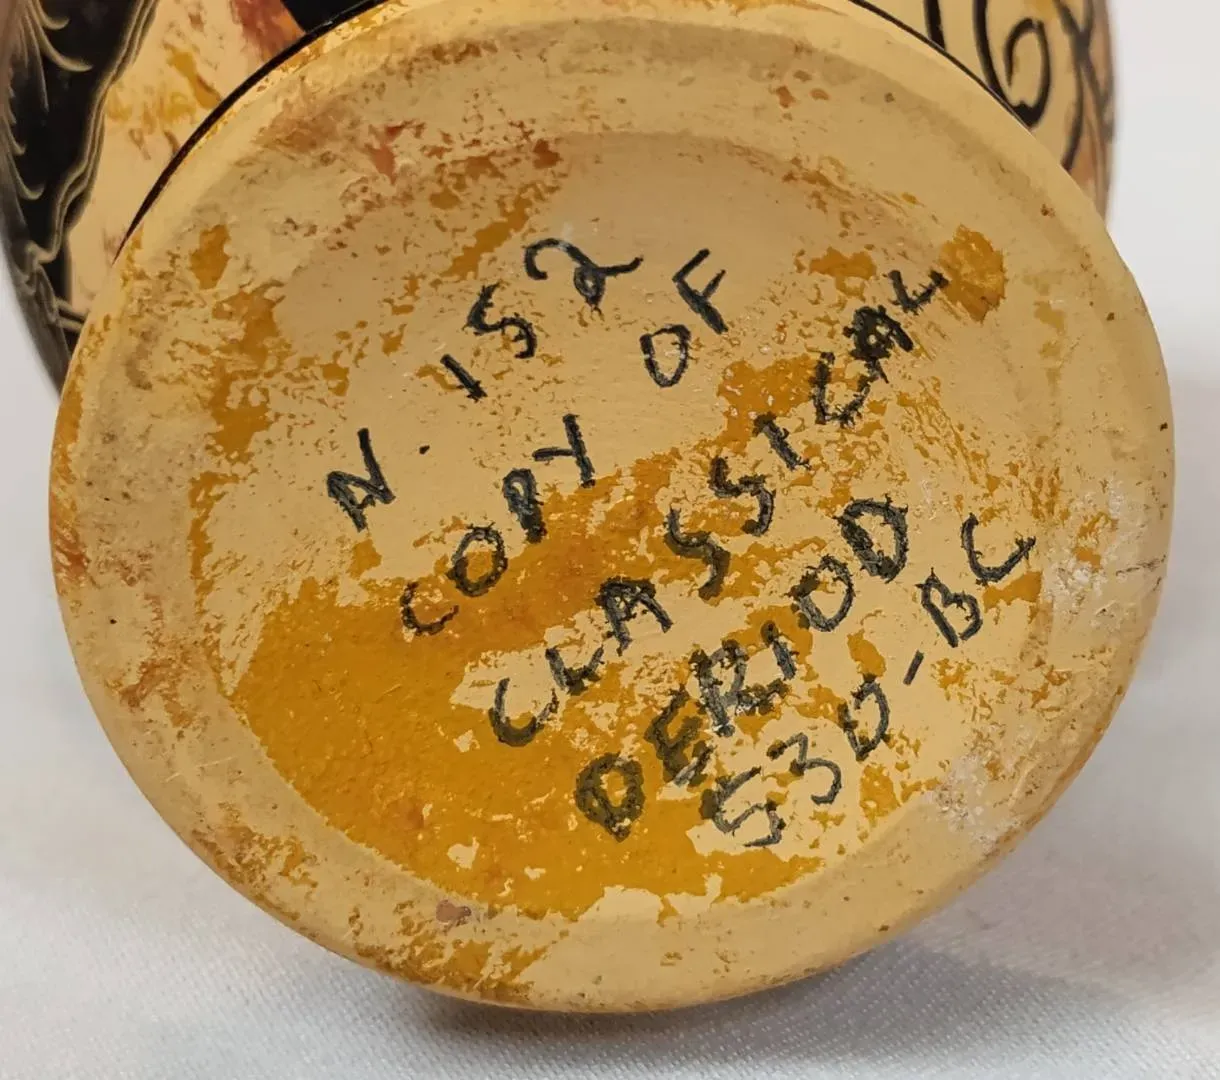 N. 152
COPY OF
CLASSICAL
PERIOD
530-BC